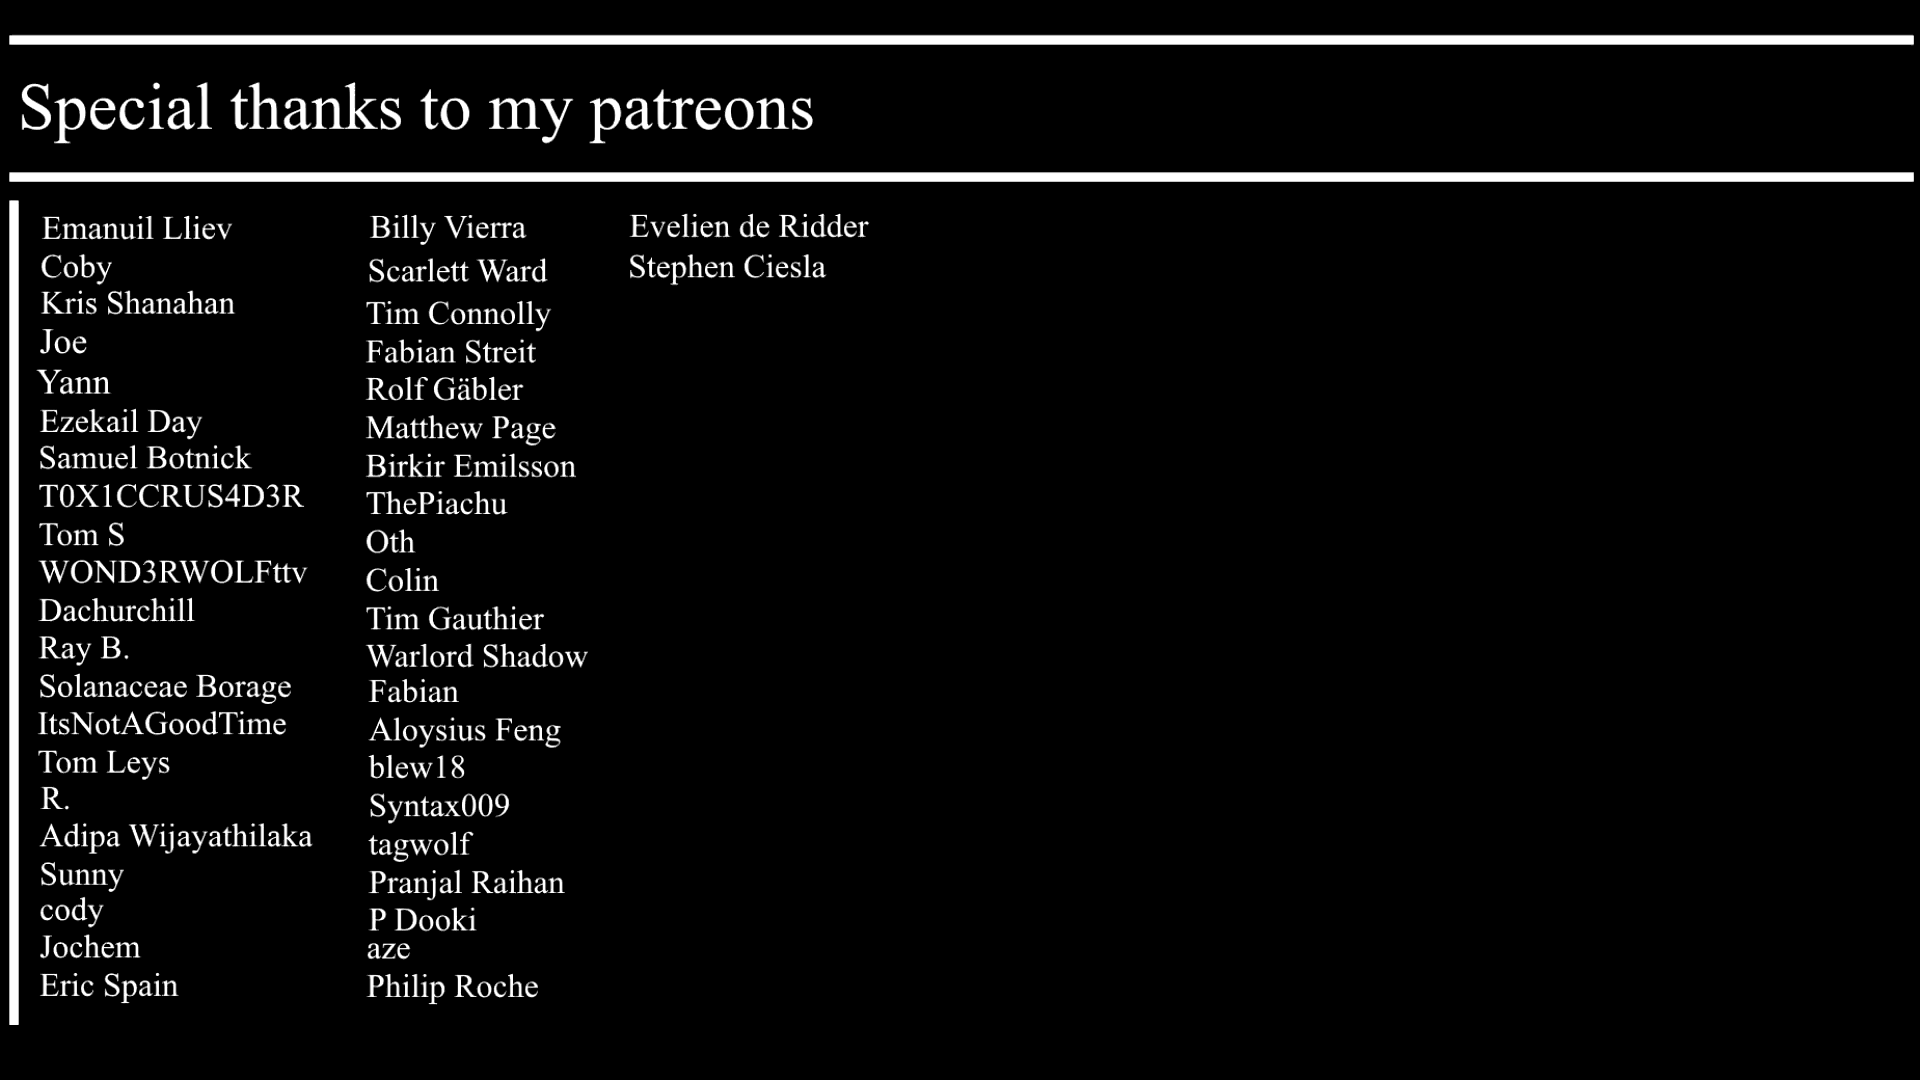 Special thanks to my patreons
Emanuil Lliev
Coby
Kris Shanahan
Joe
Yann
Ezekail Day
Samuel Botnick
T0X1CCRUS4D3R
Tom S
WOND3RWOLFttv
Dachurchill
Ray B.
Solanaceae Borage
ItsNotAGoodTime
Tom Leys
R.
Adipa Wijayathilaka
Sunny
cody
Jochem
Eric Spain
Billy Vierra
Scarlett Ward
Tim Connolly
Fabian Streit
Rolf Gäbler
Matthew Page
Birkir Emilsson
ThePiachu
Oth
Colin
Tim Gauthier
Warlord Shadow
Fabian
Aloysius Feng
blew18
Syntax009
tagwolf
Pranjal Raihan
P Dooki
aze
Philip Roche
Evelien de Ridder
Stephen Ciesla